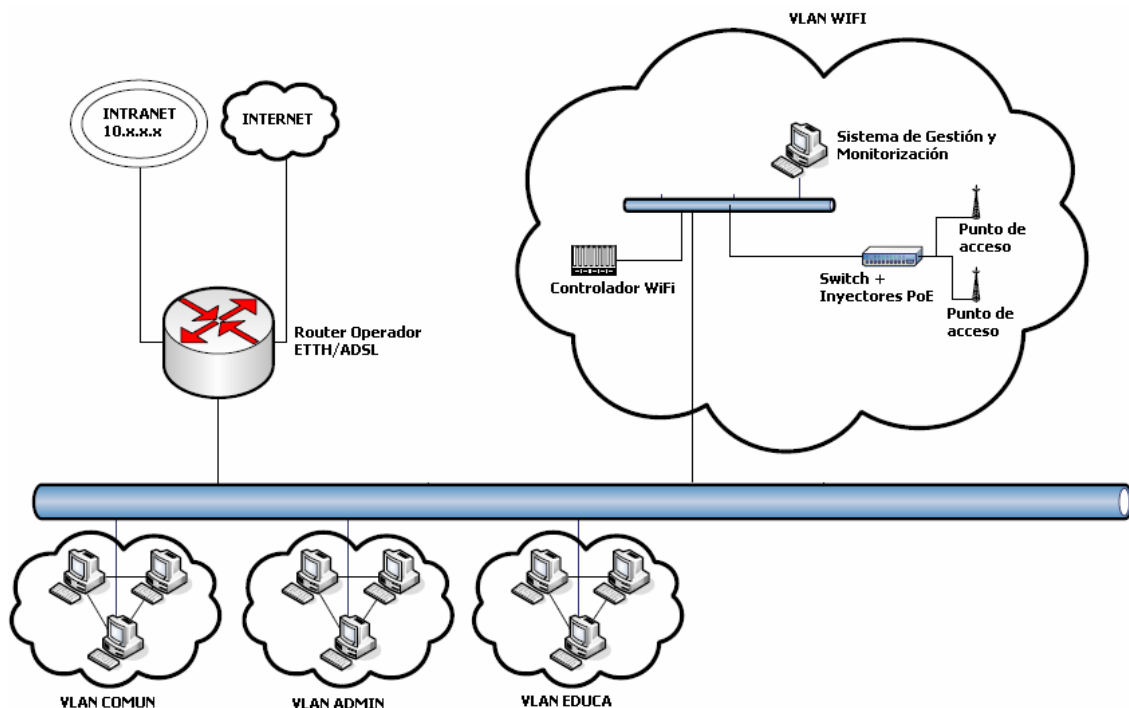 VLAN WIFI
INTRANET
10.x.x.x
INTERNET
Sistema de Gestión y
Monitorización
Punto de
acceso
Controlador WiFi
Switch +
Inyectores PoE
Punto de
acceso
Router Operador
ETTH/ADSL
VLAN COMUN
VLAN ADMIN
VLAN EDUCA